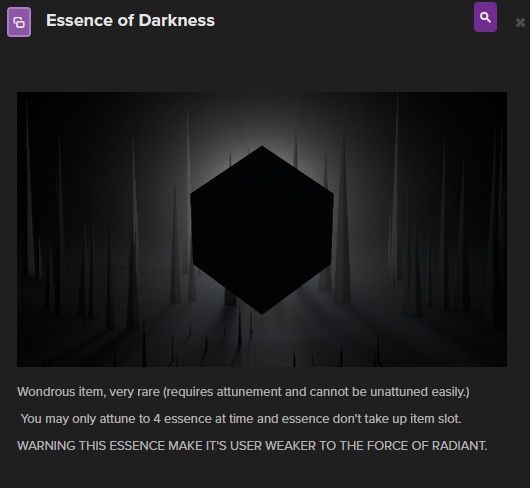 Essence of Darkness
Wondrous item, very rare (requires attunement and cannot be unattuned easily.)
You may only attune to 4 essence at time and essence don't take up item slot.
WARNING THIS ESSENCE MAKE IT'S USER WEAKER TO THE FORCE OF RADIANT.